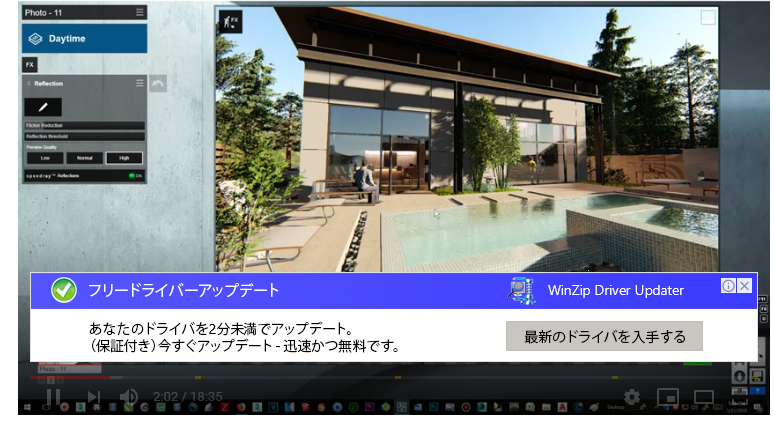 Photo - 11
Daytime
FX
FX
Reflection
Flicker Reduction
Reflection threshold
Preview Quality
Low Normal High
speedray™ Reflections On
フリードライバーアップデート
WinZip Driver Updater
あなたのドライバを2分未満でアップデート。
(保証付き)今すぐアップデート - 迅速かつ無料です。
最新のドライバを入手する
Photo - 11
2:02 / 18:35
Desktop